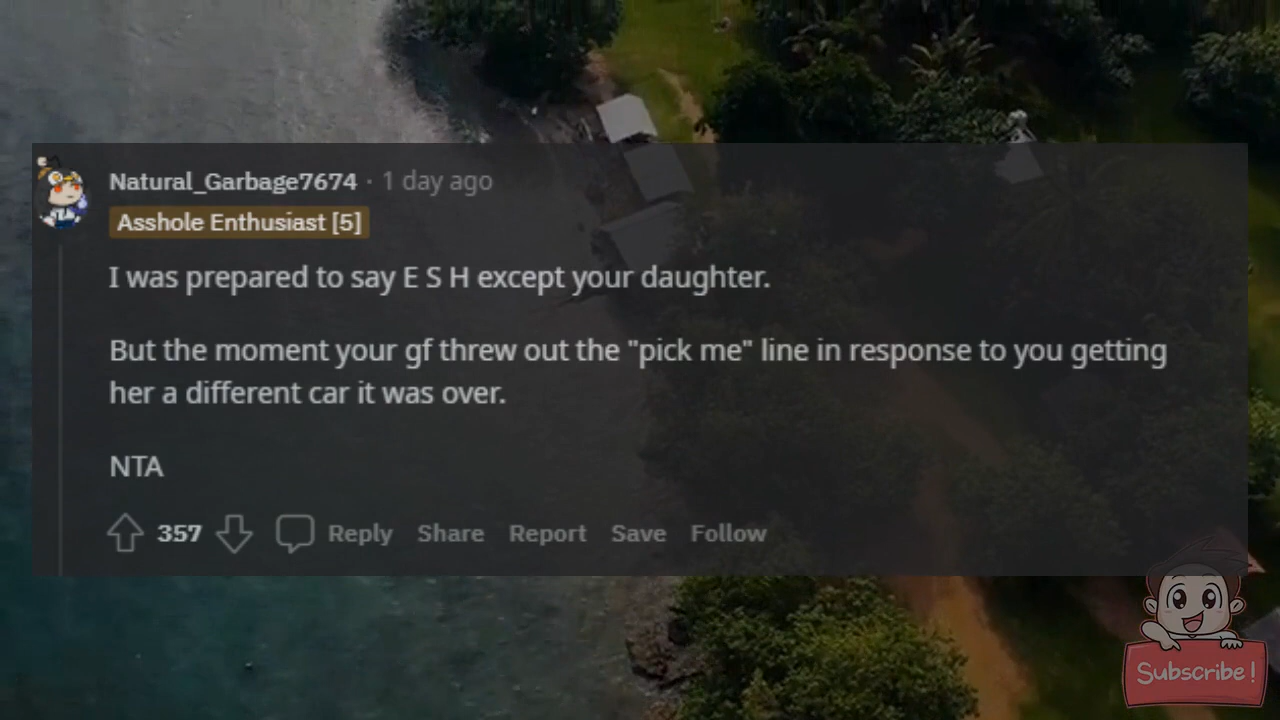 Natural_Garbage7674 · 1 day ago
Asshole Enthusiast [5]
I was prepared to say E S H except your daughter.
But the moment your gf threw out the "pick me" line in response to you getting
her a different car it was over.
NTA
357 Reply Share Report Save Follow
Subscribe!